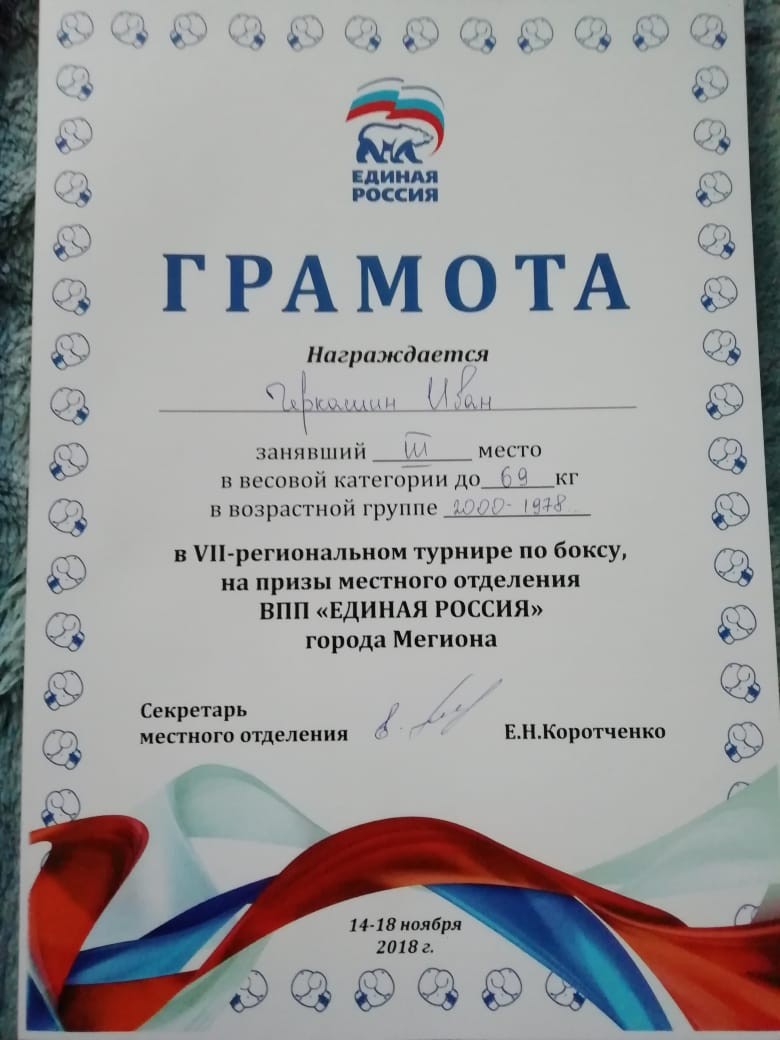 ЕДИНАЯ
РОССИЯ
ГРАМОТА
Награждается
Черкашин Иван
занявший III место
в весовой категории до 69 кг
в возрастной группе 2000-1978
в VII-региональном турнире по боксу,
на призы местного отделения
ВПП «ЕДИНАЯ РОССИЯ»
города Мегиона
Секретарь
местного отделения Е.Н.Коротченко
14-18 ноября
2018 г.